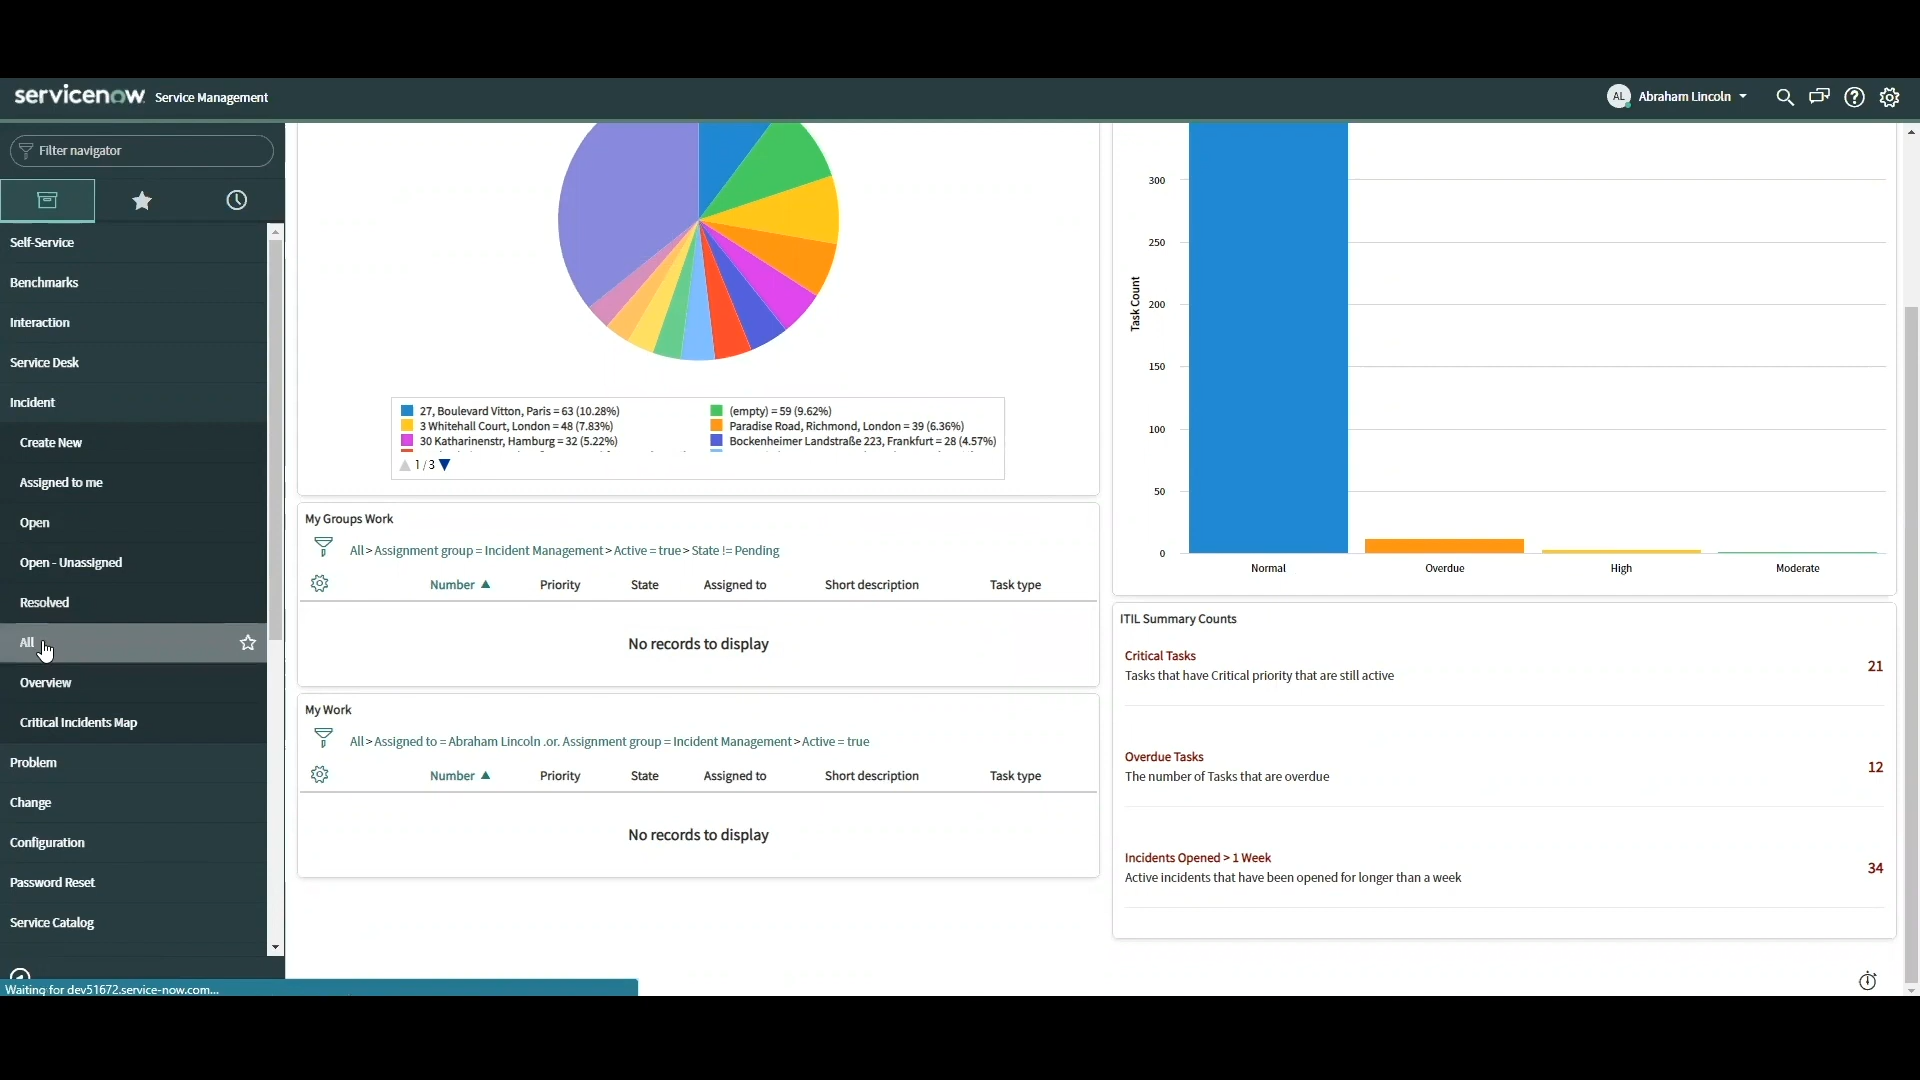 servicenow Service Management
AL Abraham Lincoln
Filter navigator
Self-Service
Benchmarks
Interaction
Service Desk
Incident
Create New
Assigned to me
Open
Open - Unassigned
Resolved
All
Overview
Critical Incidents Map
Problem
Change
Configuration
Password Reset
Service Catalog
Waiting for dev51672.service-now.com...
27, Boulevard Vitton, Paris = 63 (10.28%)
(empty) = 59 (9.62%)
3 Whitehall Court, London = 48 (7.83%)
Paradise Road, Richmond, London = 39 (6.36%)
30 Katharinenstr, Hamburg = 32 (5.22%)
Bockenheimer Landstraße 223, Frankfurt = 28 (4.57%)
1 / 3
My Groups Work
All > Assignment group = Incident Management > Active = true > State != Pending
Number Priority State Assigned to Short description Task type
No records to display
My Work
All > Assigned to = Abraham Lincoln .or. Assignment group = Incident Management > Active = true
Number Priority State Assigned to Short description Task type
No records to display
Task Count
300
250
200
150
100
50
0
Normal Overdue High Moderate
ITIL Summary Counts
Critical Tasks
Tasks that have Critical priority that are still active
21
Overdue Tasks
The number of Tasks that are overdue
12
Incidents Opened > 1 Week
Active incidents that have been opened for longer than a week
34